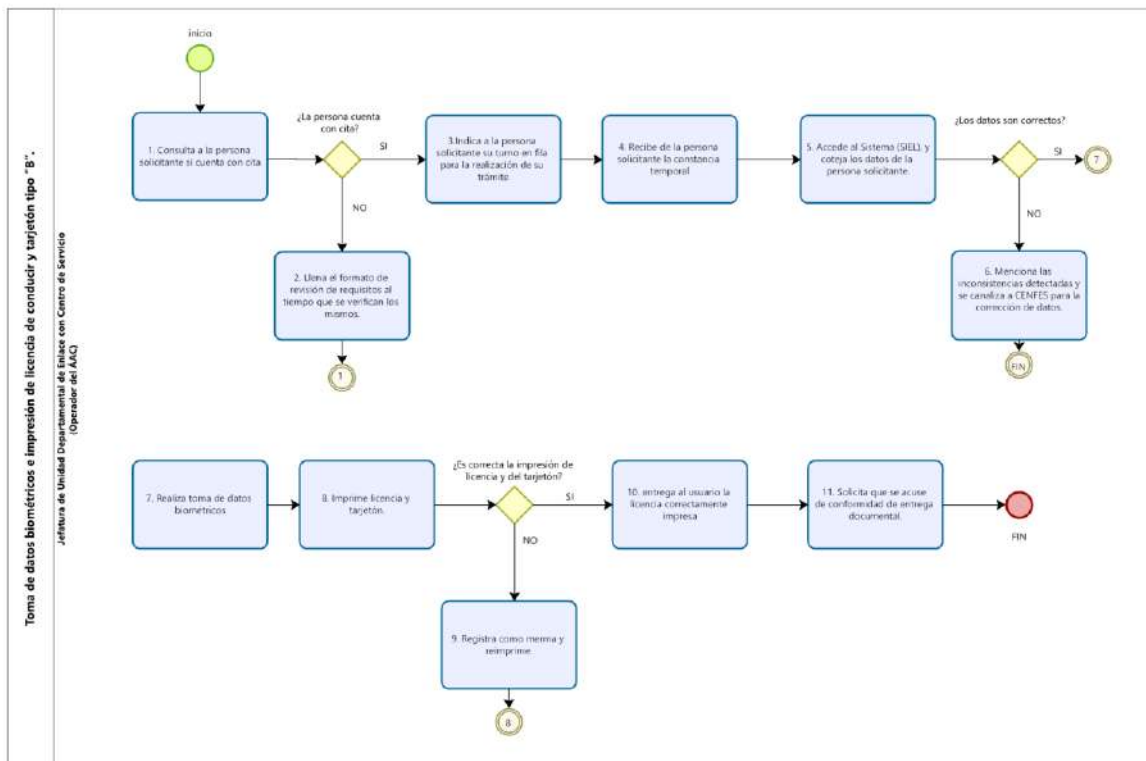 Toma de datos biométricos e impresión de licencia de conducir y tarjetón tipo "B".
Jefatura de Unidad Departamental de Enlace con Centro de Servicio
(Operador del ÁAC)
inicio
1. Consulta a la persona
solicitante si cuenta con cita
¿La persona cuenta
con cita?
SI
NO
2. Llena el formato de
revisión de requisitos al
tiempo que se verifican los
mismos.
1
3.Indica a la persona
solicitante su turno en fila
para la realización de su
trámite
4. Recibe de la persona
solicitante la constancia
temporal
5. Accede al Sistema (SIEL), y
coteja los datos de la
persona solicitante.
¿Los datos son correctos?
SI
7
NO
6. Menciona las
inconsistencias detectadas y
se canaliza a CENFES para la
corrección de datos.
FIN
7. Realiza toma de datos
biométricos
8. Imprime licencia y
tarjetón.
¿Es correcta la impresión de
licencia y del tarjetón?
SI
NO
9. Registra como merma y
reimprime
8
10. entrega al usuario la
licencia correctamente
impresa
11. Solicita que se acuse
de conformidad de entrega
documental.
FIN